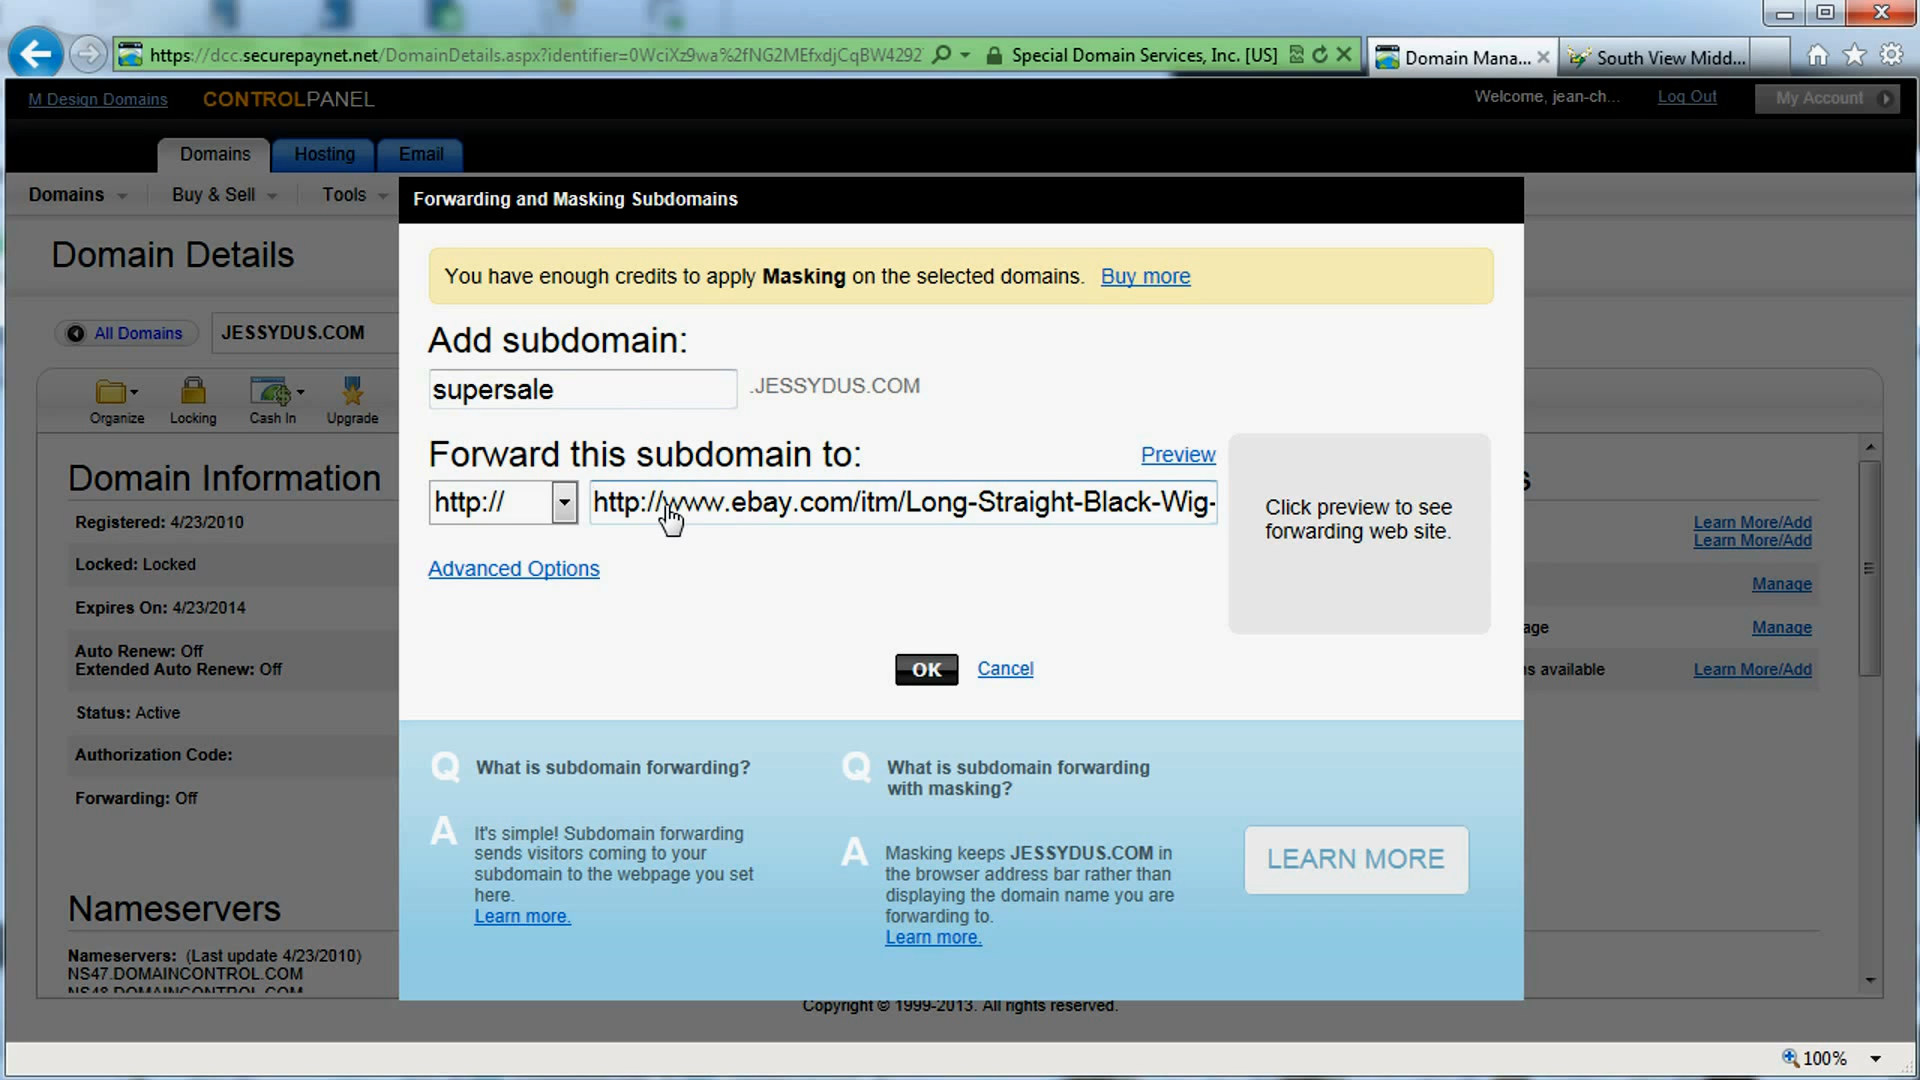 https://dcc.securepaynet.net/DomainDetails.aspx?identifier=0WciXz9wa%2fNG2MEfxdjCqBW4292
Special Domain Services, Inc. [US]
Domain Mana...
South View Midd...
M Design Domains
CONTROLPANEL
Welcome, jean-ch...
Log Out
My Account
Domains
Hosting
Email
Domains
Buy & Sell
Tools
Forwarding and Masking Subdomains
Domain Details
You have enough credits to apply Masking on the selected domains. Buy more
All Domains
JESSYDUS.COM
Add subdomain:
supersale
.JESSYDUS.COM
Organize
Locking
Cash In
Upgrade
Forward this subdomain to:
Preview
http://
http://www.ebay.com/itm/Long-Straight-Black-Wig-
Click preview to see
forwarding web site.
Advanced Options
OK
Cancel
Domain Information
Registered: 4/23/2010
Locked: Locked
Expires On: 4/23/2014
Auto Renew: Off
Extended Auto Renew: Off
Status: Active
Authorization Code:
Forwarding: Off
Learn More/Add
Learn More/Add
Manage
age
Manage
available
Learn More/Add
Q What is subdomain forwarding?
A It's simple! Subdomain forwarding
sends visitors coming to your
subdomain to the webpage you set
here.
Learn more.
Q What is subdomain forwarding
with masking?
A Masking keeps JESSYDUS.COM in
the browser address bar rather than
displaying the domain name you are
forwarding to.
Learn more.
LEARN MORE
Nameservers
Nameservers: (Last update 4/23/2010)
NS47.DOMAINCONTROL.COM
NS48.DOMAINCONTROL.COM
Copyright © 1999-2013. All rights reserved.
100%